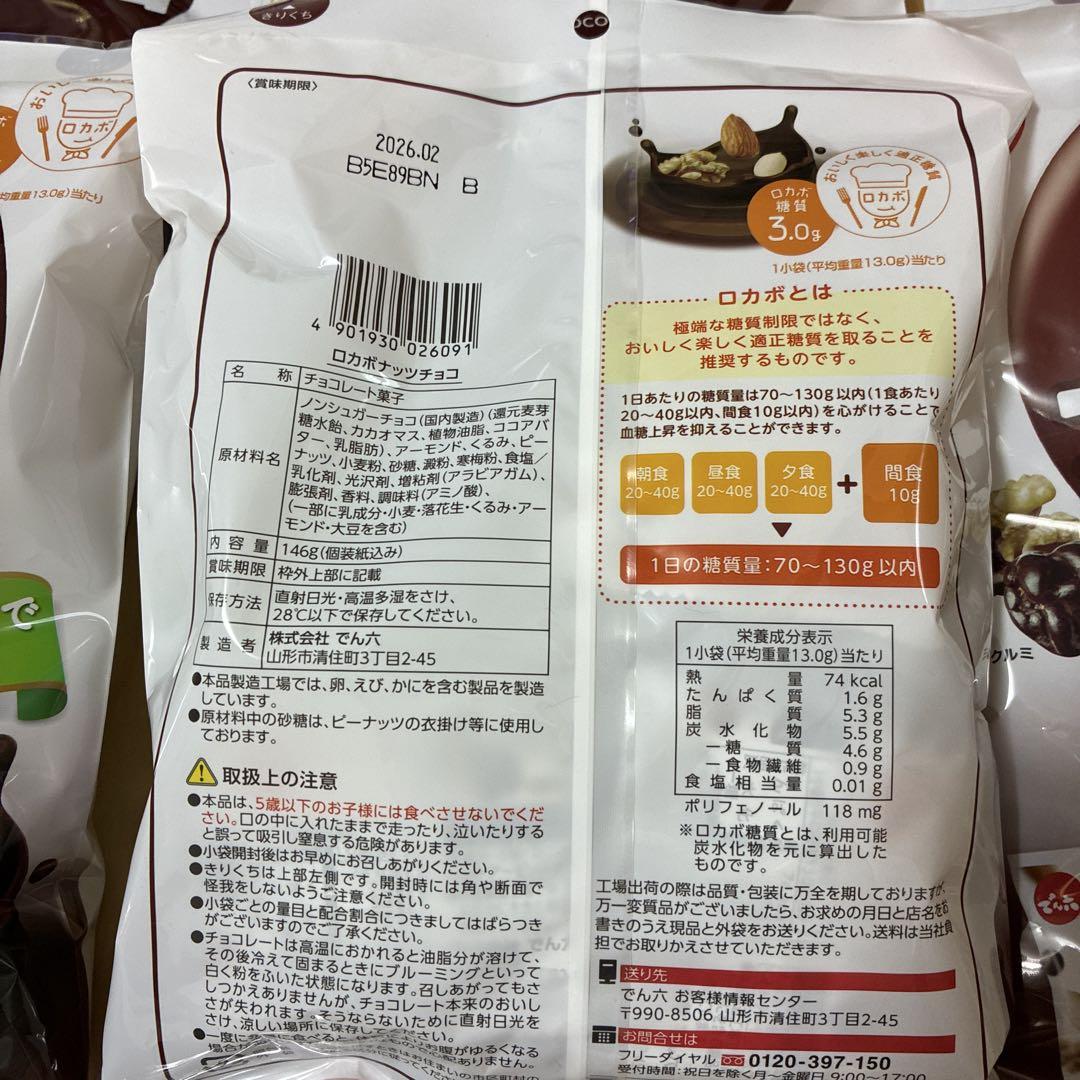 きりくち
おいしく楽しく
ロカボ
均重量13.0g)当たり
で
〈賞味期限〉
2026.02
B5E89BN B
4 901930 026091
ロカボナッツチョコ
名 称 チョコレート菓子
原材料名
ノンシュガーチョコ(国内製造)(還元麦芽
糖水飴、カカオマス、植物油脂、ココアバ
ター、乳脂肪)、アーモンド、くるみ、ピー
ナッツ、小麦粉、砂糖、澱粉、寒梅粉、食塩/
乳化剤、光沢剤、増粘剤(アラビアガム)、
膨張剤、香料、調味料(アミノ酸)、
(一部に乳成分・小麦・落花生・くるみ・アー
モンド・大豆を含む)
内容量 146g(個装紙込み)
賞味期限 枠外上部に記載
保存方法 直射日光・高温多湿をさけ、
28℃以下で保存してください。
製造者 株式会社 でん六
山形市清住町3丁目2-45
●本品製造工場では、卵、えび、かにを含む製品を製造
しています。
●原材料中の砂糖は、ピーナッツの衣掛け等に使用し
ております。
取扱上の注意
●本品は、5歳以下のお子様には食べさせないでくだ
さい。口の中に入れたままで走ったり、泣いたりする
と誤って吸引し窒息する危険があります。
●小袋開封後はお早めにお召しあがりください。
●きりくちは上部左側です。開封時には角や断面で
怪我をしないようご注意ください。
●小袋ごとの量目と配合割合につきましてはばらつき
がございますのでご了承ください。
●チョコレートは高温におかれると油脂分が溶けて、
その後冷えて固まるときにブルーミングといって
白く粉をふいた状態になります。召しあがってもさ
しつかえありませんが、チョコレート本来のおいし
さが失われます。そうならないために直射日光を
さけ、涼しい場所に保存してください。
おいしく楽しく適正糖質
ロカボ
ロカボ
糖質
3.0g
1小袋(平均重量13.0g)当たり
ロカボとは
極端な糖質制限ではなく、
おいしく楽しく適正糖質を取ることを
推奨するものです。
1日あたりの糖質量は70〜130g以内(1食あたり
20〜40g以内、間食10g以内)を心がけることで
血糖上昇を抑えることができます。
朝食 昼食 夕食 + 間食
20〜40g 20〜40g 20〜40g 10g
1日の糖質量:70〜130g以内
栄養成分表示
1小袋(平均重量13.0g)当たり
熱量 74 kcal
たんぱく質 1.6 g
脂質 5.3 g
炭水化物 5.5 g
ー糖質 4.6 g
ー食物繊維 0.9 g
食塩相当量 0.01 g
ポリフェノール 118 mg
※ロカボ糖質とは、利用可能
炭水化物を元に算出した
ものです。
工場出荷の際は品質・包装に万全を期しておりますが、
万一変質品がございましたら、お求めの月日と店名をお
書きのうえ現品と外袋をお送りください。送料は当社負
担でお取りかえさせていただきます。
送り先
でん六 お客様情報センター
〒990-8506 山形市清住町3丁目2-45
お問合せは
フリーダイヤル 0120-397-150
受付時間:祝日を除く月〜金曜日 9:00〜17:00
クルミ
でん六